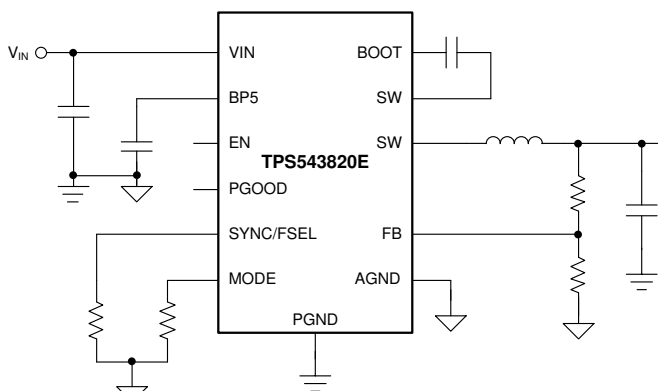 VIN
VIN
BOOT
BP5
SW
EN
SW
TPS543820E
PGOOD
SYNC/FSEL
FB
MODE
AGND
PGND